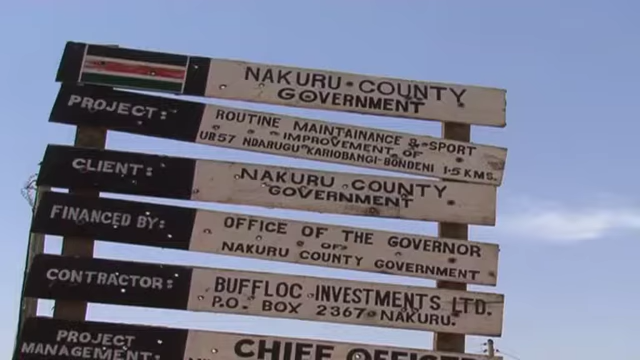 NAKURU COUNTY
GOVERNMENT
PROJECT:
ROUTINE MAINTAINANCE & SPORT
IMPROVEMENT OF
UR57 NDARUGU-KARIOBANGI-BONDENI 1.5 KMS.
CLIENT:
NAKURU COUNTY
GOVERNMENT
FINANCED BY:
OFFICE OF THE GOVERNOR
OF
NAKURU COUNTY GOVERNMENT
CONTRACTOR:
BUFFLOC INVESTMENTS LTD.
P.O. BOX 2367, NAKURU.
PROJECT
MANAGEMENT:
CHIEF OFFICER